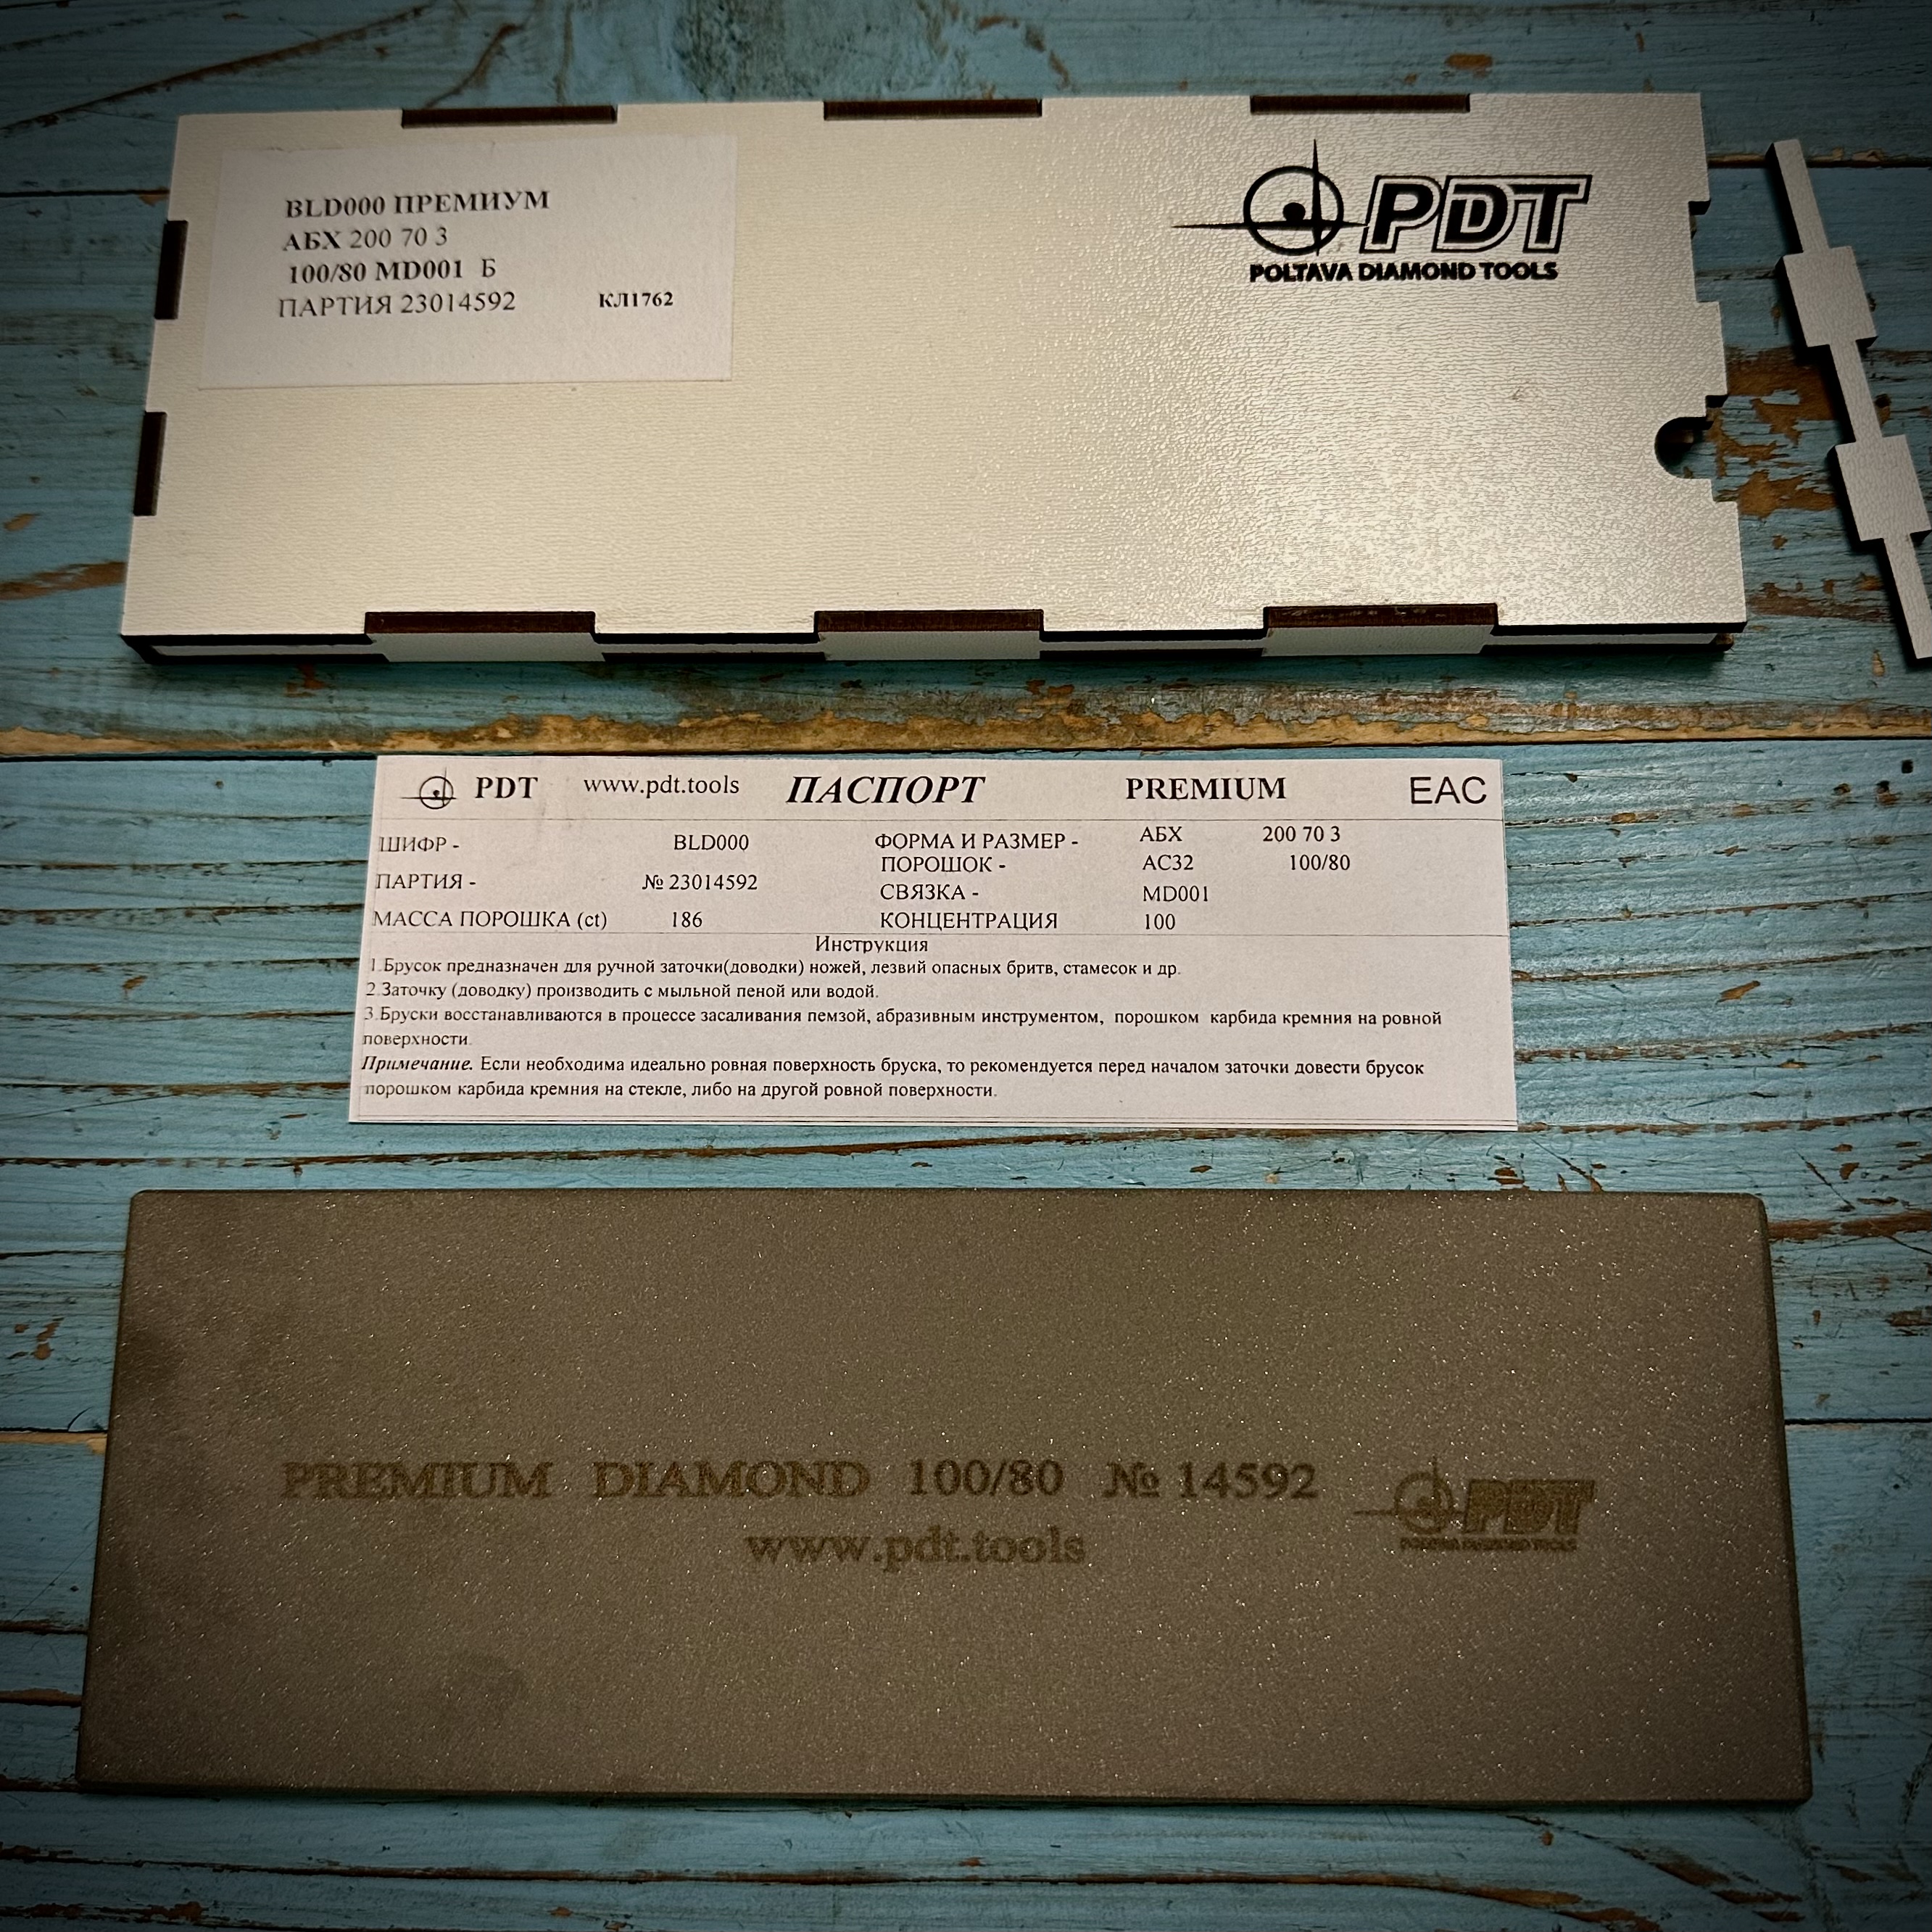 BLD000 ПРЕМИУМ
АБХ 200 70 3
100/80 MD001 Б
ПАРТИЯ 23014592 КЛ1762
PDT
POLTAVA DIAMOND TOOLS
PDT www.pdt.tools ПАСПОРТ PREMIUM EAC
ШИФР - BLD000 ФОРМА И РАЗМЕР - АБХ 200 70 3
ПОРОШОК - АС32 100/80
ПАРТИЯ - № 23014592 СВЯЗКА - MD001
МАССА ПОРОШКА (ct) 186 КОНЦЕНТРАЦИЯ 100
Инструкция
1.Брусок предназначен для ручной заточки(доводки) ножей, лезвий опасных бритв, стамесок и др.
2.Заточку (доводку) производить с мыльной пеной или водой.
3.Бруски восстанавливаются в процессе засаливания пемзой, абразивным инструментом, порошком карбида кремния на ровной
поверхности.
Примечание. Если необходима идеально ровная поверхность бруска, то рекомендуется перед началом заточки довести брусок
порошком карбида кремния на стекле, либо на другой ровной поверхности.
PREMIUM DIAMOND 100/80 № 14592
www.pdt.tools
PDT
POLTAVA DIAMOND TOOLS